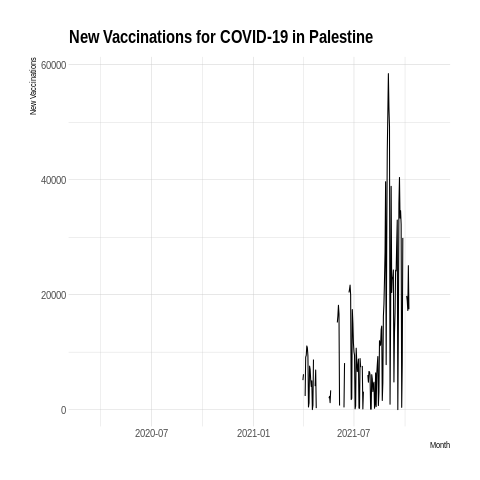 New Vaccinations for COVID-19 in Palestine
New Vaccinations
60000
40000
20000
0
2020-07
2021-01
2021-07
Month